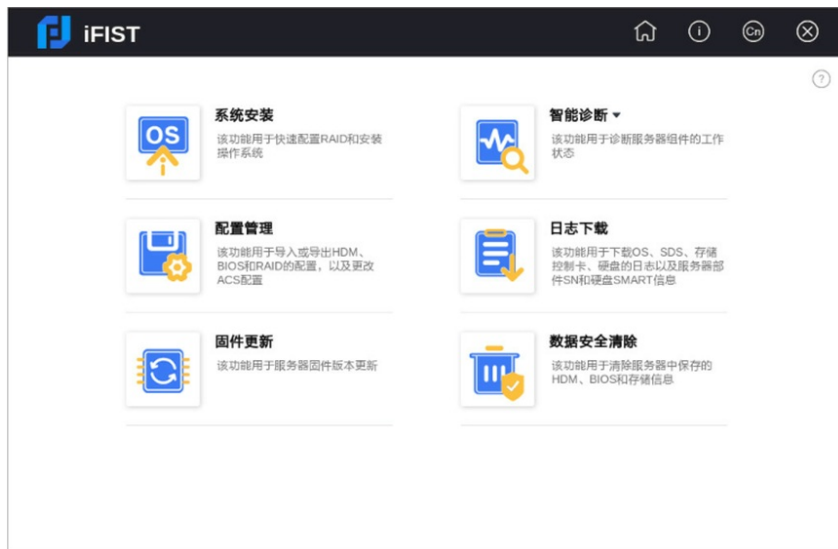 iFIST
Cn
?
OS
系统安装
该功能用于快速配置RAID和安装
操作系统
智能诊断
该功能用于诊断服务器组件的工作
状态
配置管理
该功能用于导入或导出HDM、
BIOS和RAID的配置，以及更改
ACS配置
日志下载
该功能用于下载OS、SDS、存储
控制卡、硬盘的日志以及服务器部
件SN和硬盘SMART信息
固件更新
该功能用于服务器固件版本更新
数据安全清除
该功能用于清除服务器中保存的
HDM、BIOS和存储信息